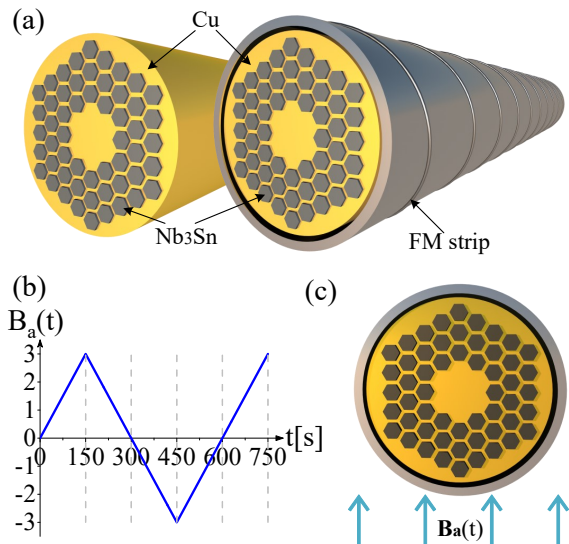 (a)
Cu
Nb3Sn
FM strip
(b)
Ba(t)
3
2
1
0
-1
-2
-3
0 150 300 450 600 750
t[s]
(c)
Ba(t)